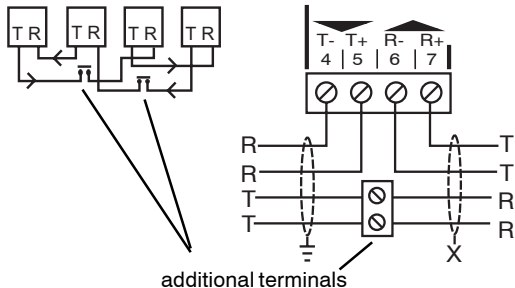 T R T R T R T R
T- T+ R- R+
4 | 5 | 6 | 7
R T
R T
T R
T R
X
additional terminals